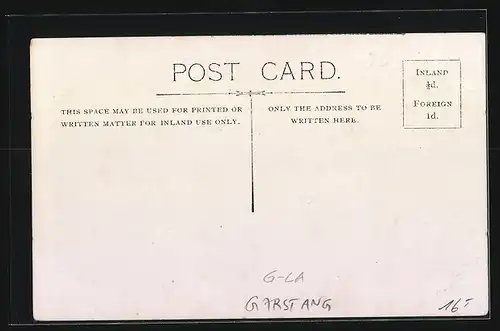 POST CARD.
THIS SPACE MAY BE USED FOR PRINTED OR
WRITTEN MATTER FOR INLAND USE ONLY.
ONLY THE ADDRESS TO BE
WRITTEN HERE.
INLAND
½d.
FOREIGN
1d.
G-LA
GARSTANG